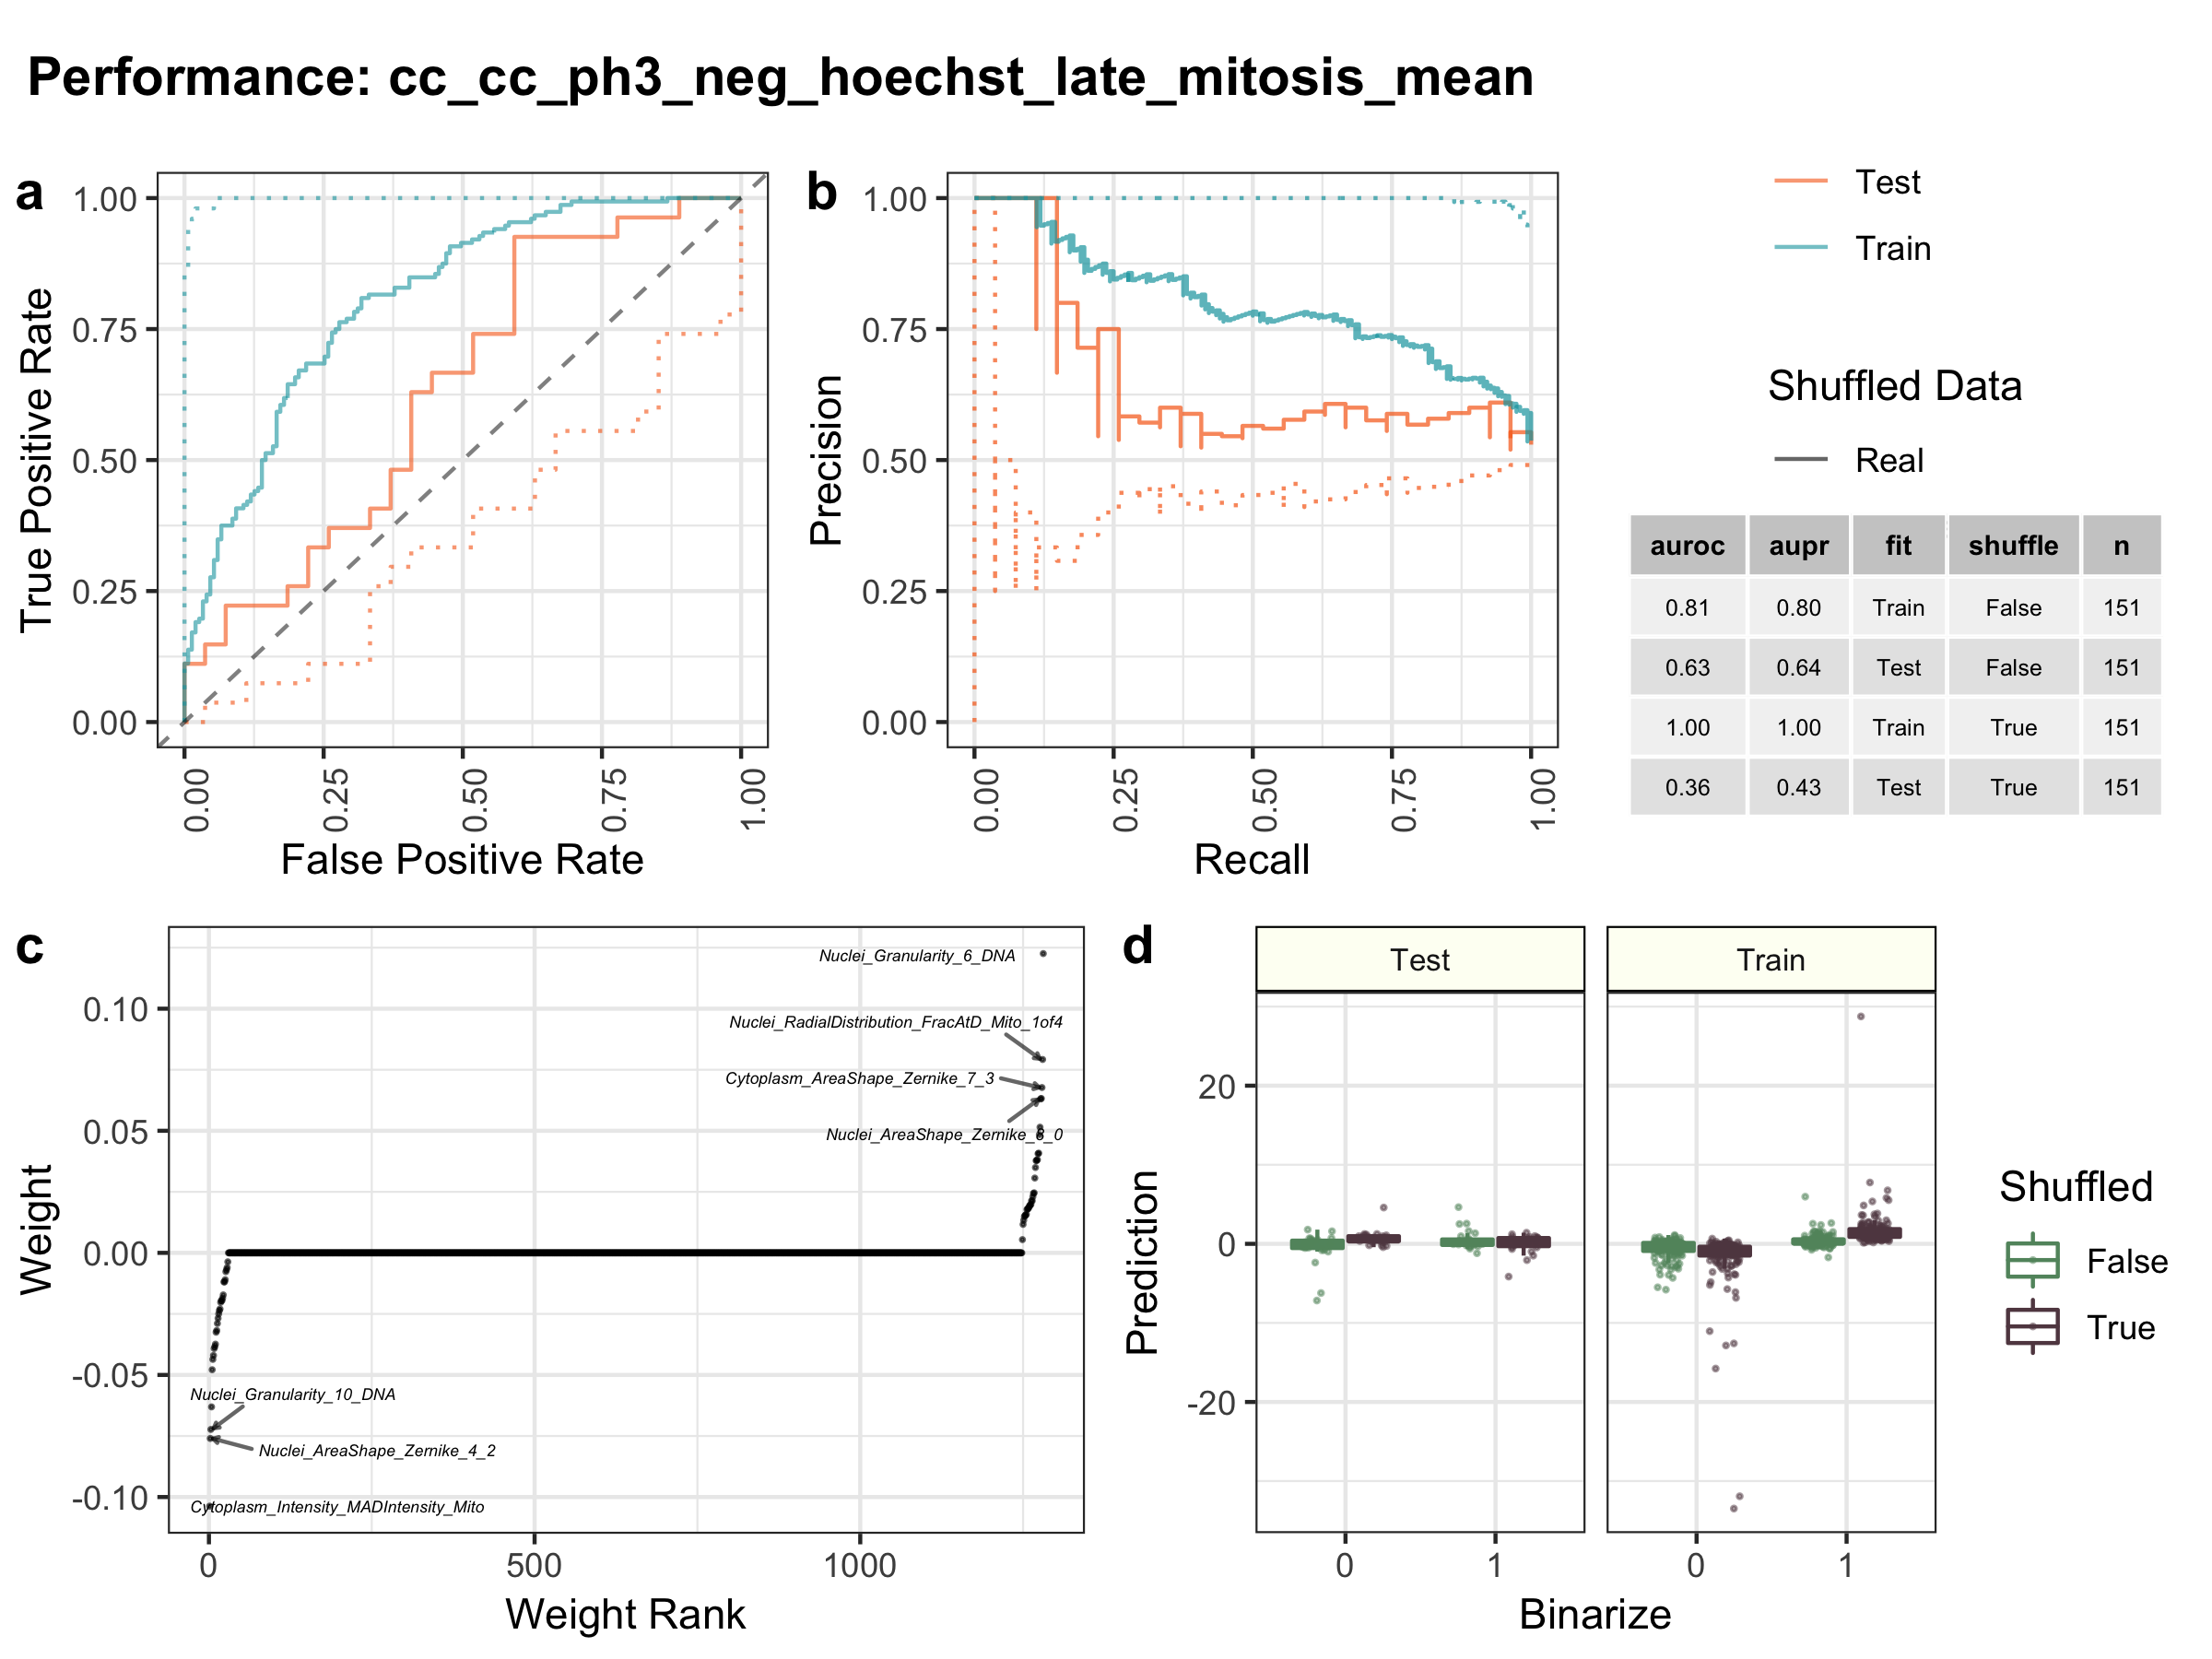 Performance: cc_cc_ph3_neg_hoechst_late_mitosis_mean
a
1.00
0.75
0.50
0.25
0.00
True Positive Rate
0.00
0.25
0.50
0.75
1.00
False Positive Rate
b
1.00
0.75
0.50
0.25
0.00
Precision
0.00
0.25
0.50
0.75
1.00
Recall
Test
Train
Shuffled Data
Real
auroc aupr fit shuffle n
0.81 0.80 Train False 151
0.63 0.64 Test False 151
1.00 1.00 Train True 151
0.36 0.43 Test True 151
c
0.10
0.05
0.00
-0.05
-0.10
Weight
Nuclei_Granularity_6_DNA
Nuclei_RadialDistribution_FracAtD_Mito_1of4
Cytoplasm_AreaShape_Zernike_7_3
Nuclei_AreaShape_Zernike_6_0
Nuclei_Granularity_10_DNA
Nuclei_AreaShape_Zernike_4_2
Cytoplasm_Intensity_MADIntensity_Mito
0
500
1000
Weight Rank
d
Test
Train
20
0
-20
Prediction
0
1
0
1
Binarize
Shuffled
False
True